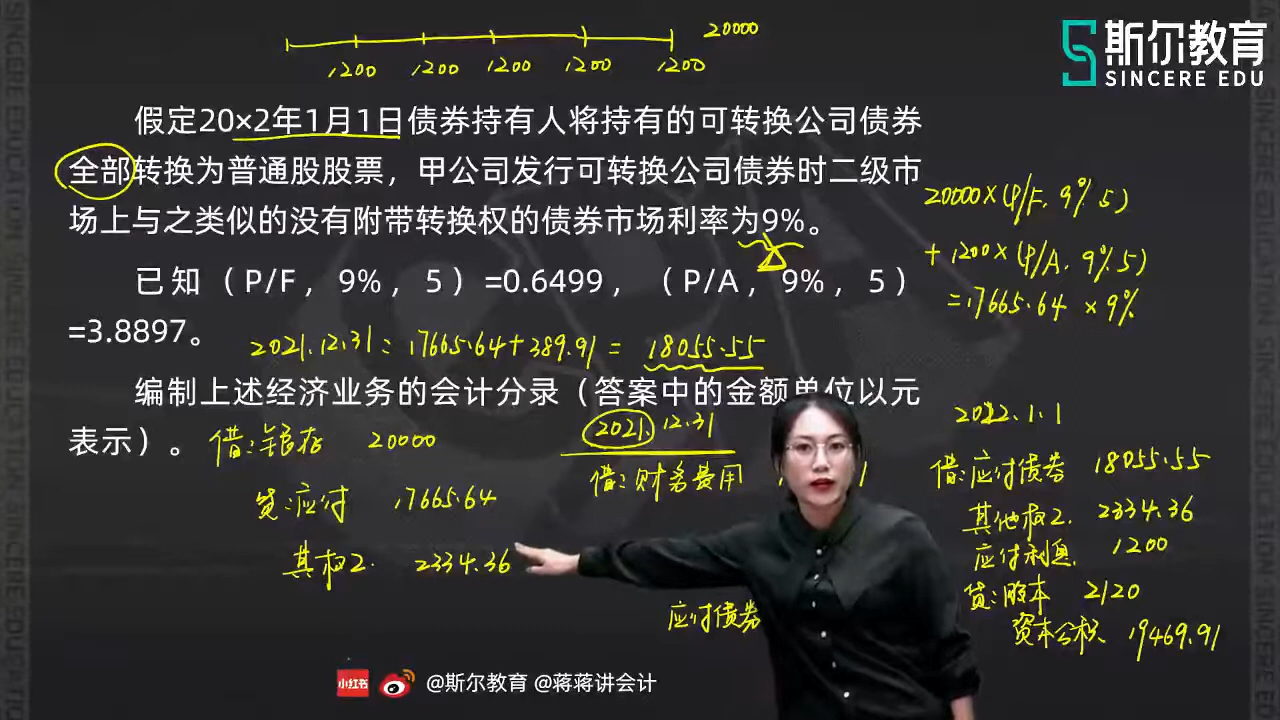 20000
1200 1200 1200 1200 1200
斯尔教育
SINCERE EDU
假定20×2年1月1日债券持有人将持有的可转换公司债券
全部转换为普通股股票，甲公司发行可转换公司债券时二级市
场上与之类似的没有附带转换权的债券市场利率为9%。
20000×(P/F, 9% 5)
+ 1200×(P/A, 9%, 5)
=17665.64 ×9%
已知（P/F，9%，5）=0.6499，（P/A，9%，5）
=3.8897。
2021.12.31: 17665.64+389.91 = 18055.55
编制上述经济业务的会计分录（答案中的金额单位以元
表示）。
借:银存 20000
贷:应付 17665.64
其权工 2334.36
2021.12.31
借:财务费用
应付债券
2022.1.1
借:应付债券 18055.55
其他权工 2334.36
应付利息 1200
贷:股本 2120
资本公积 19469.91
小红书
@斯尔教育 @蒋蒋讲会计